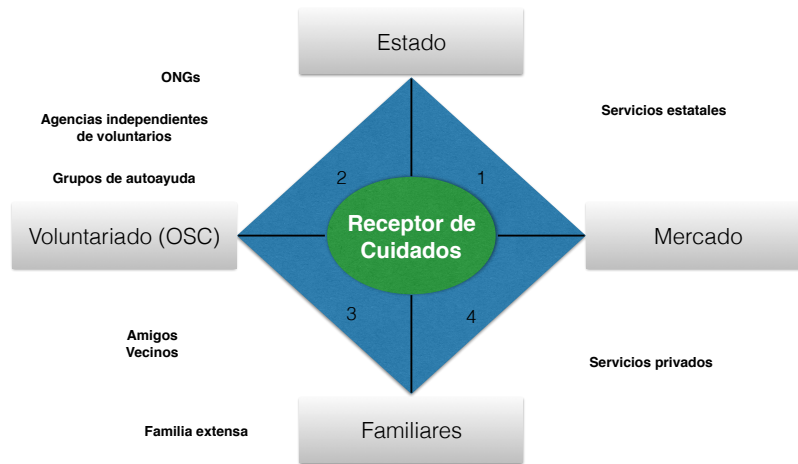 Estado
ONGs
Servicios estatales
Agencias independientes
de voluntarios
Grupos de autoayuda
2
1
Voluntariado (OSC)
Receptor de
Cuidados
Mercado
3
4
Amigos
Vecinos
Servicios privados
Familia extensa
Familiares